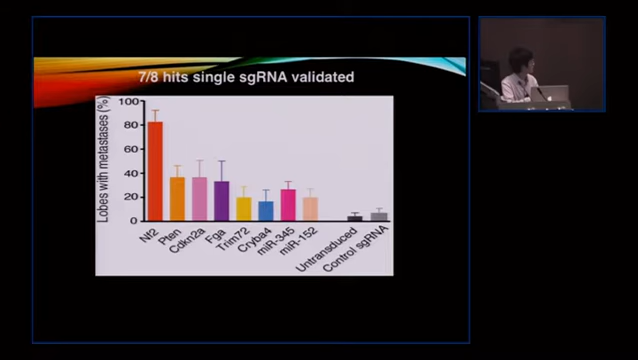 7/8 hits single sgRNA validated
Lobes with metastases (%)
100
80
60
40
20
0
Nf2
Pten
Cdkn2a
Fga
Trim72
Cryba4
miR-345
miR-152
Untransduced
Control sgRNA